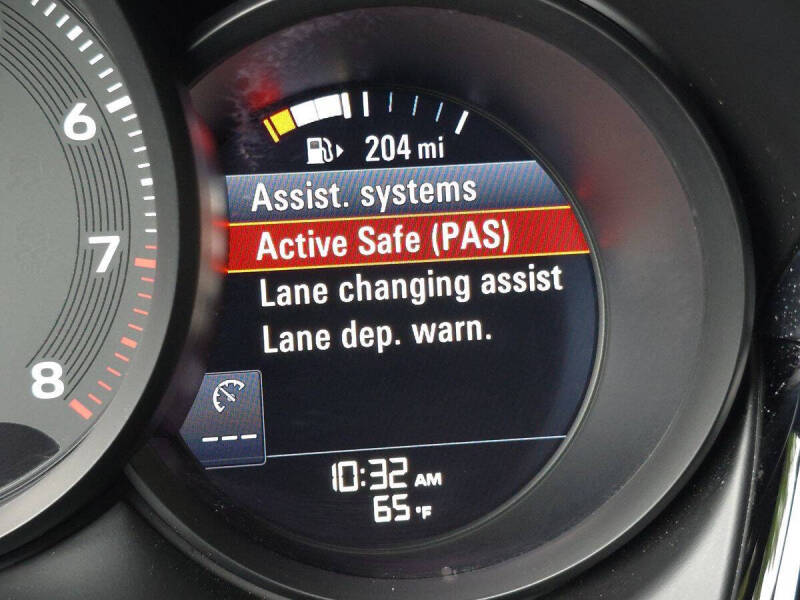 6
7
8
204 mi
Assist. systems
Active Safe (PAS)
Lane changing assist
Lane dep. warn.
---
10:32 AM
65 °F